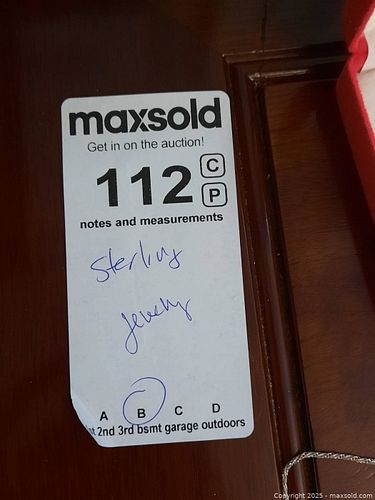 maxsold
Get in on the auction!
112 C
P
notes and measurements
Sterling
Jewelry
A B C D
st 2nd 3rd bsmt garage outdoors
Copyright 2025 - maxsold.com